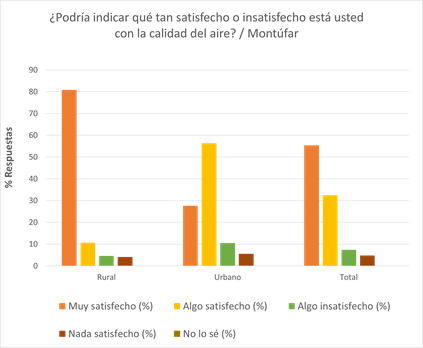 ¿Podría indicar qué tan satisfecho o insatisfecho está usted
con la calidad del aire? / Montúfar
% Respuestas
90
80
70
60
50
40
30
20
10
0
Rural Urbano Total
Muy satisfecho (%) Algo satisfecho (%) Algo insatisfecho (%)
Nada satisfecho (%) No lo sé (%)